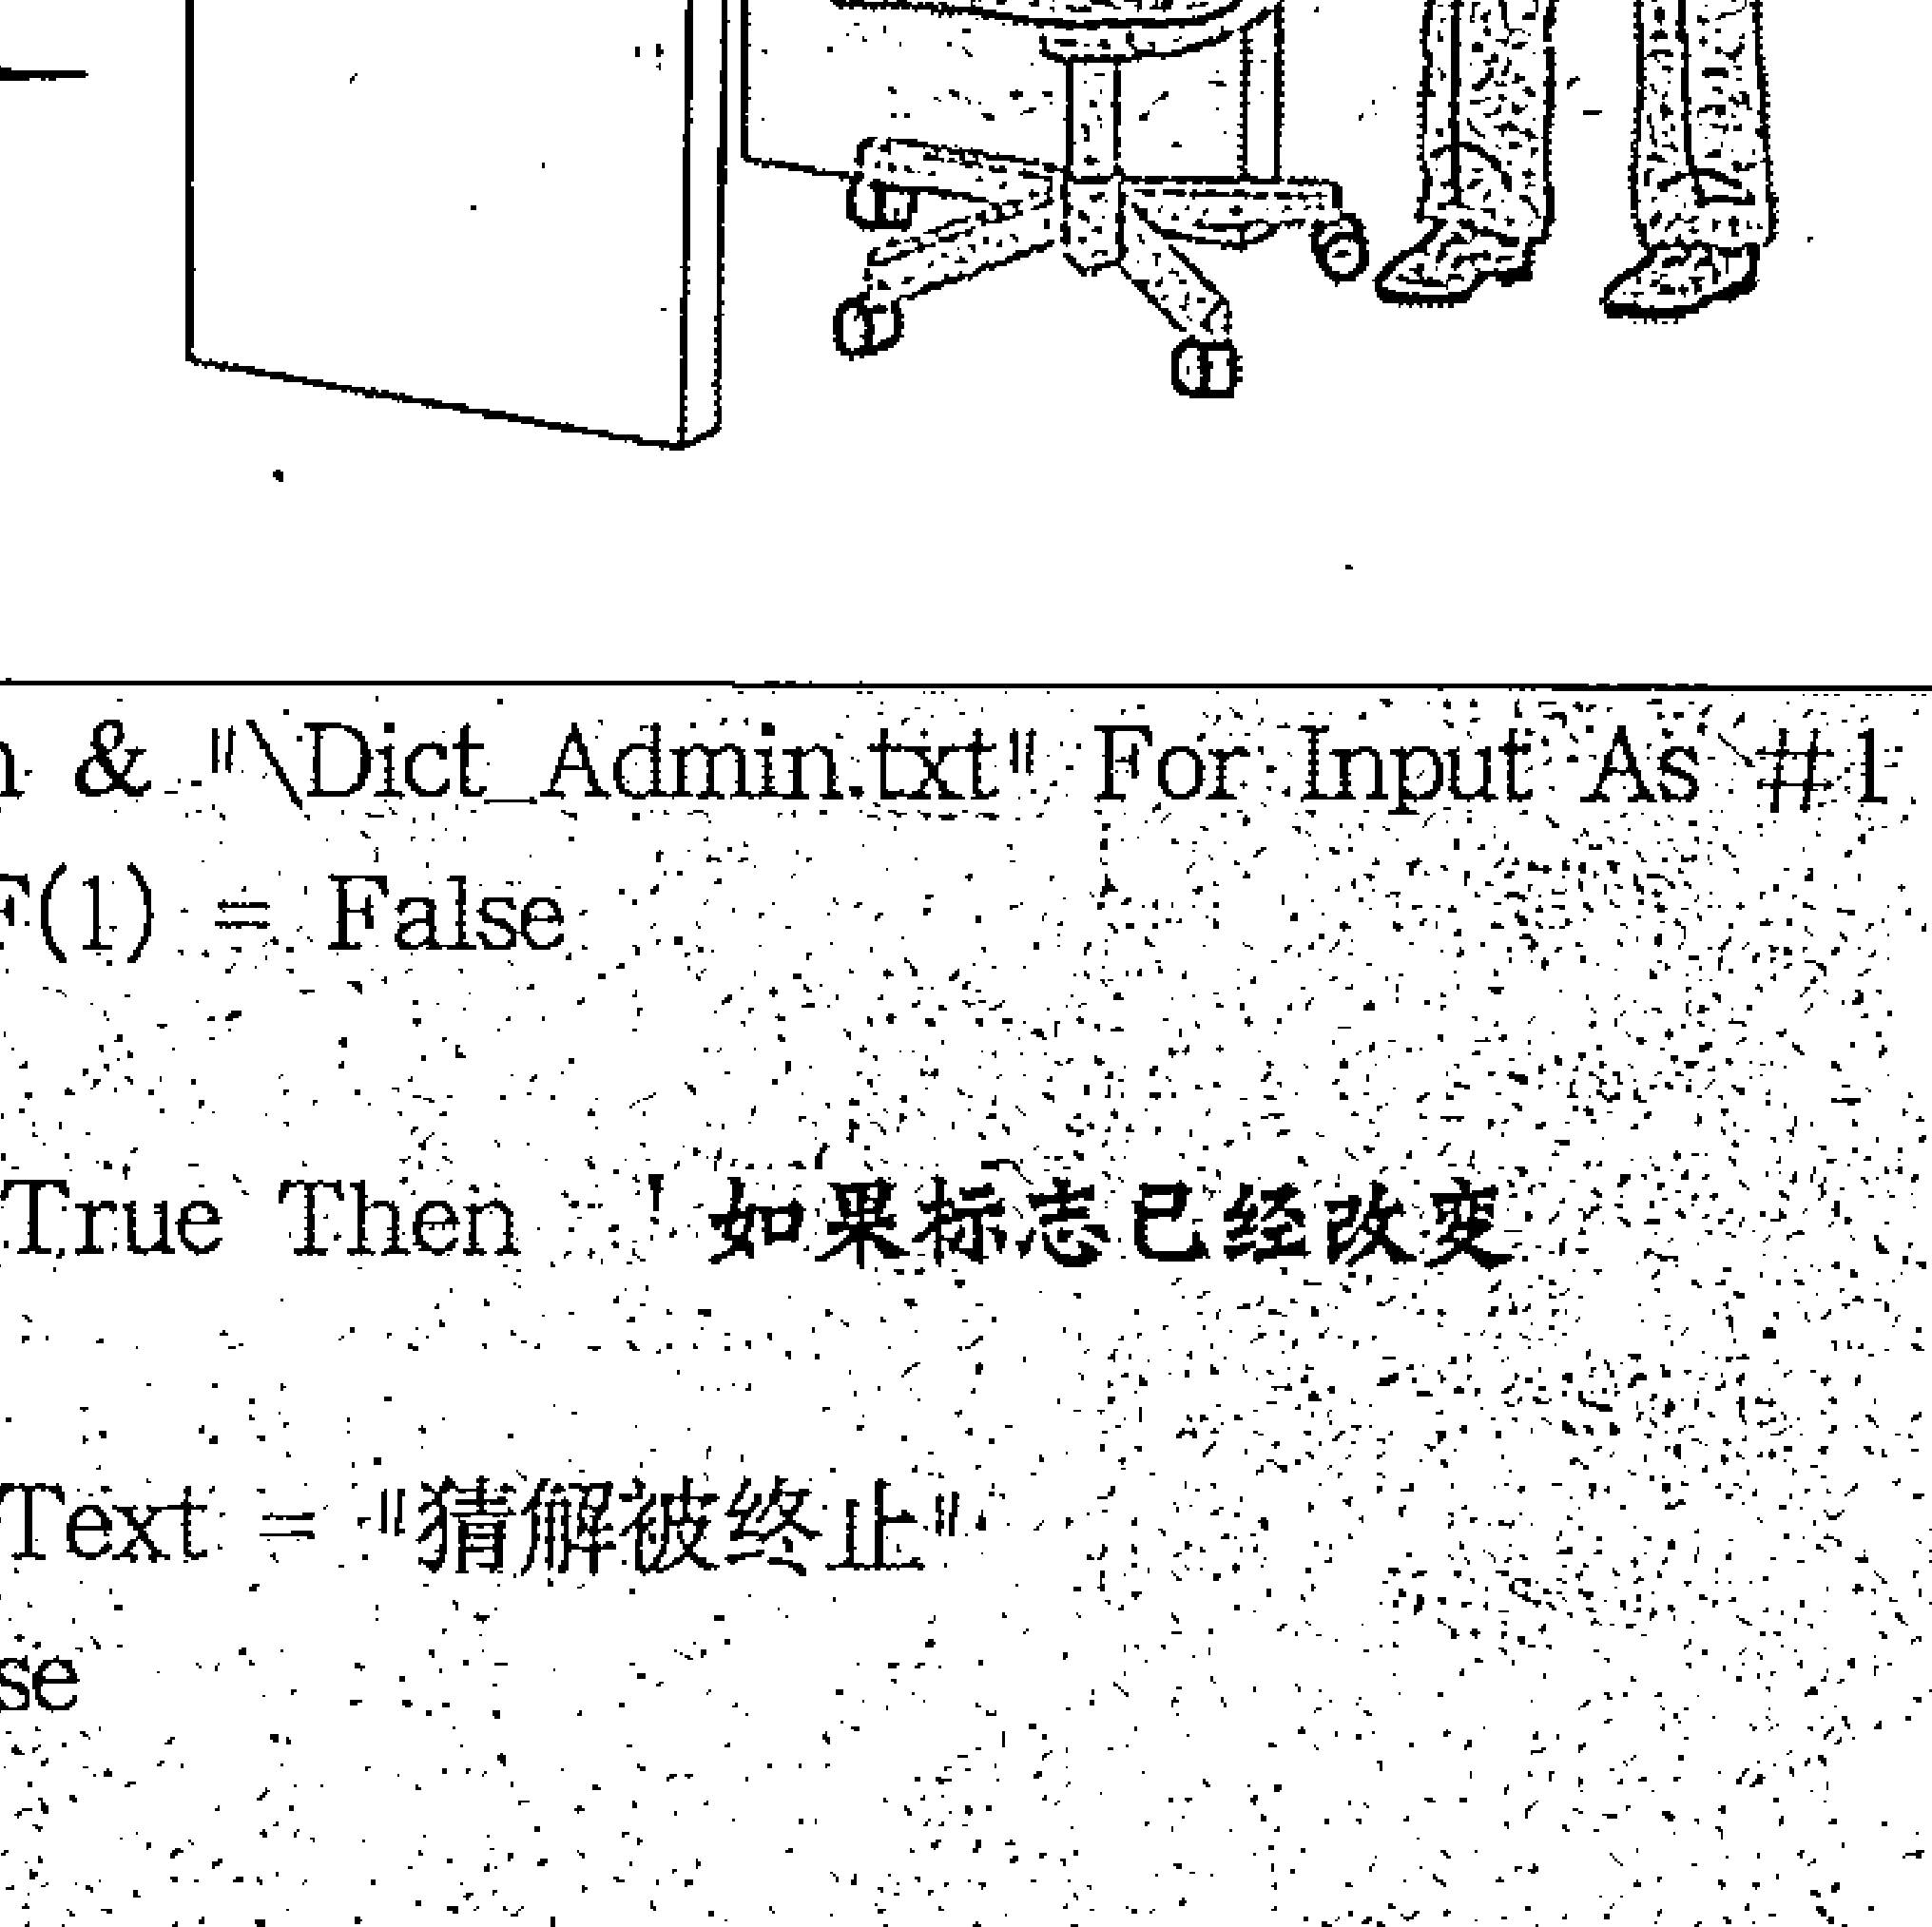 & "\Dict_Admin.txt" For Input As #1
F(1) = False
True Then ' 如果标志已经改变
Text = "猜解被终止"
se